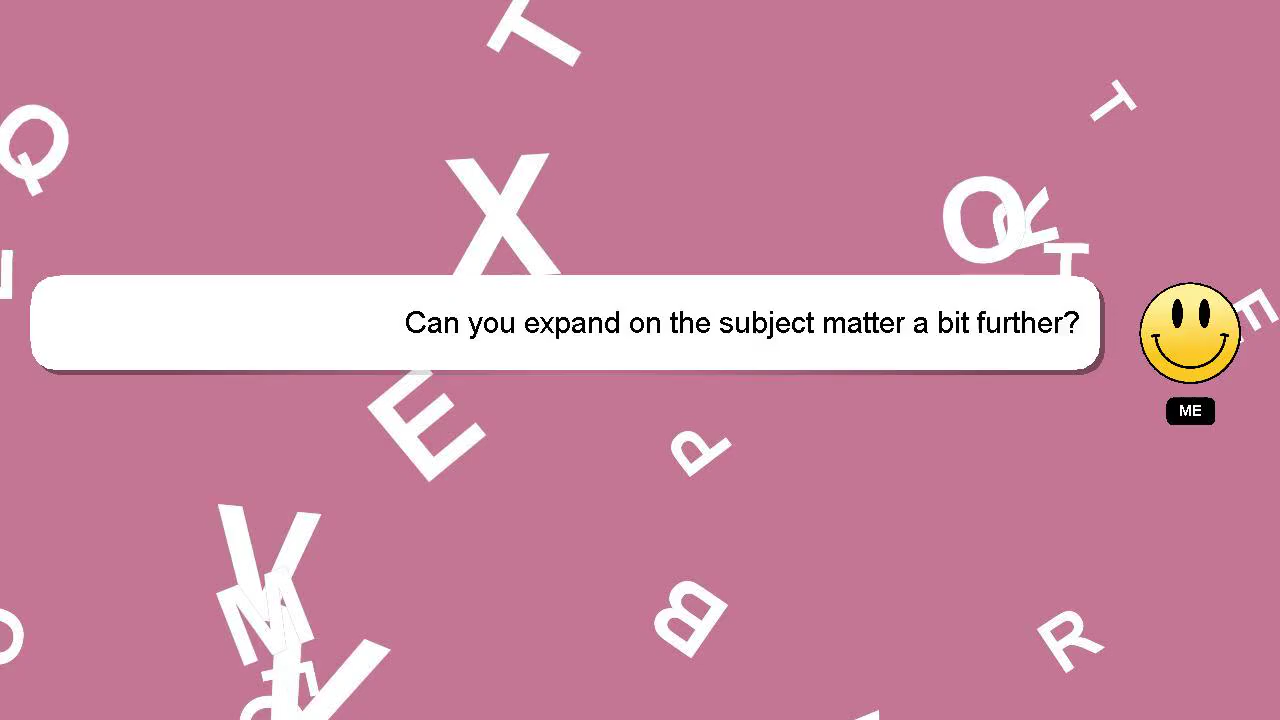 T
T
Q
X
O
R
T
E
Can you expand on the subject matter a bit further?
ME
E
P
V
M
B
R